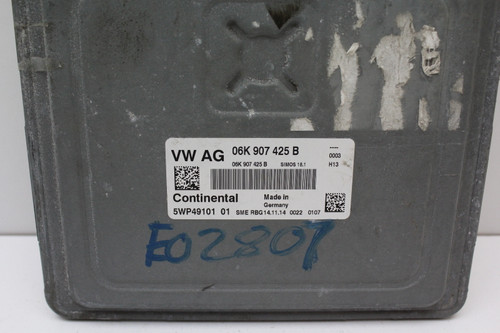 VW AG 06K 907 425 B
06K 907 425 B SIMOS 18.1
0003
H13
Continental Made in
Germany
5WP49101 01 SME RBG 14.11.14 0022 0107
E02807